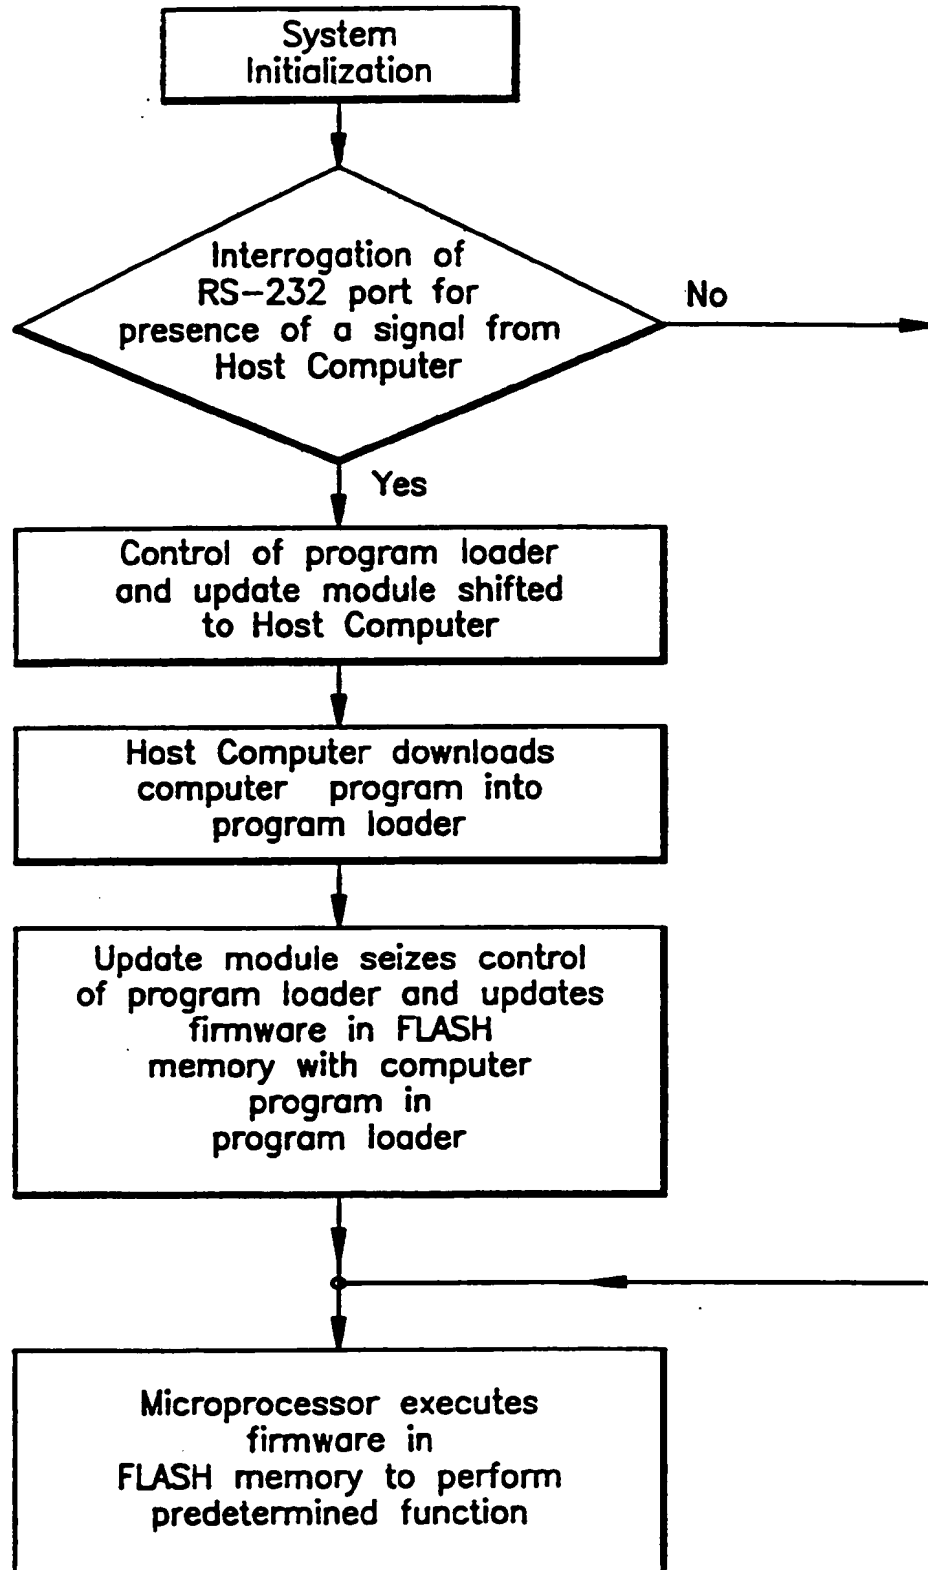 System
Initialization
Interrogation of
RS-232 port for
presence of a signal from
Host Computer
No
Yes
Control of program loader
and update module shifted
to Host Computer
Host Computer downloads
computer program into
program loader
Update module seizes control
of program loader and updates
firmware in FLASH
memory with computer
program in
program loader
Microprocessor executes
firmware in
FLASH memory to perform
predetermined function